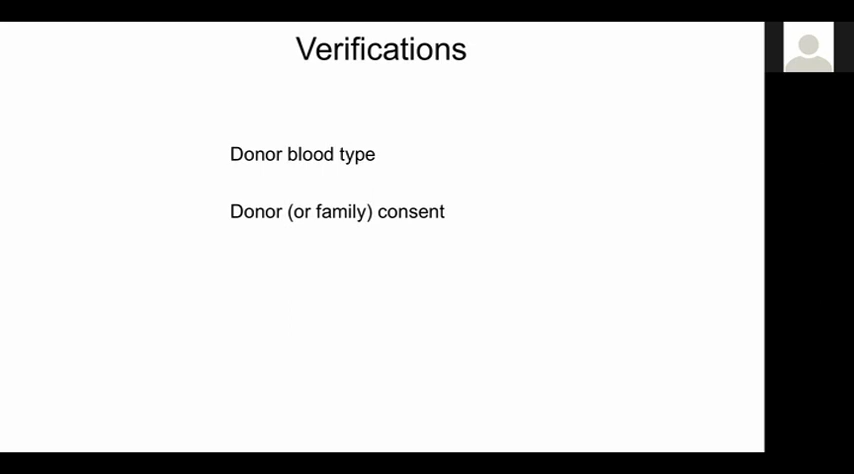 Verifications
Donor blood type
Donor (or family) consent